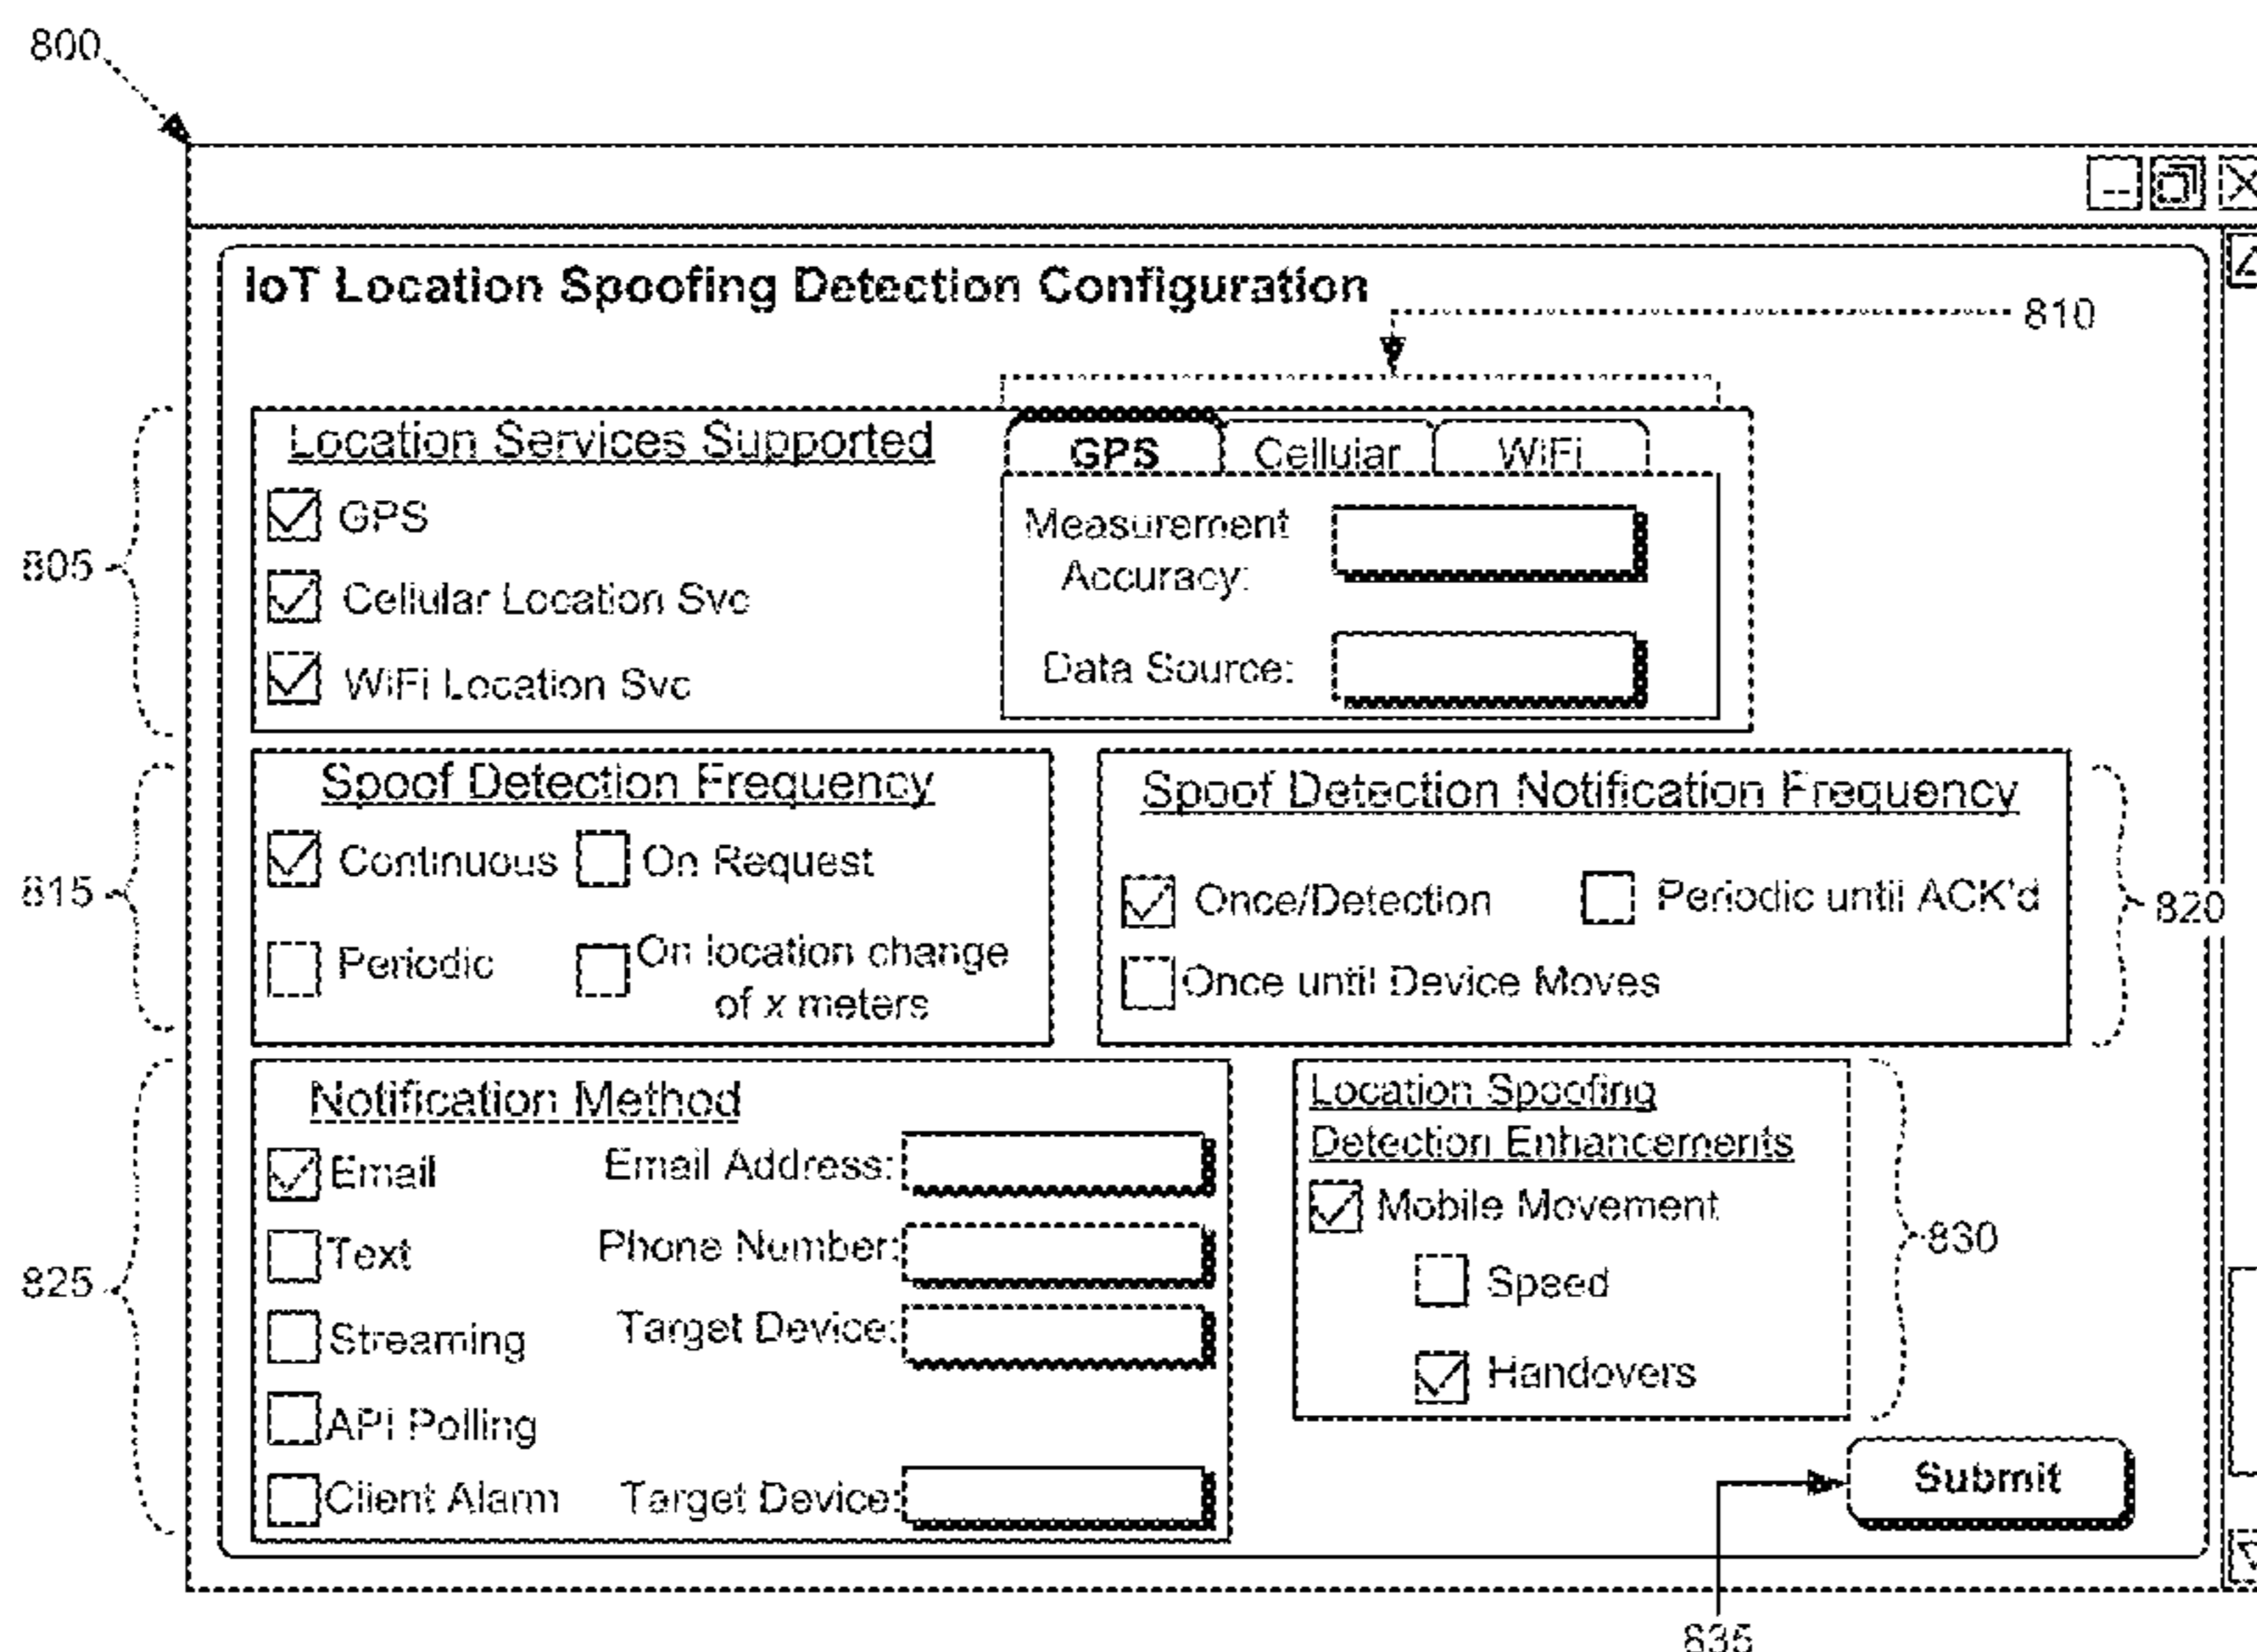 800
IoT Location Spoofing Detection Configuration
810
805
Location Services Supported
GPS
Cellular Location Svc
WiFi Location Svc
GPS Cellular WiFi
Measurement
Accuracy:
Data Source:
815
Spoof Detection Frequency
Continuous On Request
Periodic On location change
of x meters
Spoof Detection Notification Frequency
Once/Detection Periodic until ACK'd
Once until Device Moves
820
825
Notification Method
Email Email Address:
Text Phone Number:
Streaming Target Device:
API Polling
Client Alarm Target Device:
Location Spoofing
Detection Enhancements
Mobile Movement
Speed
Handovers
830
Submit
835